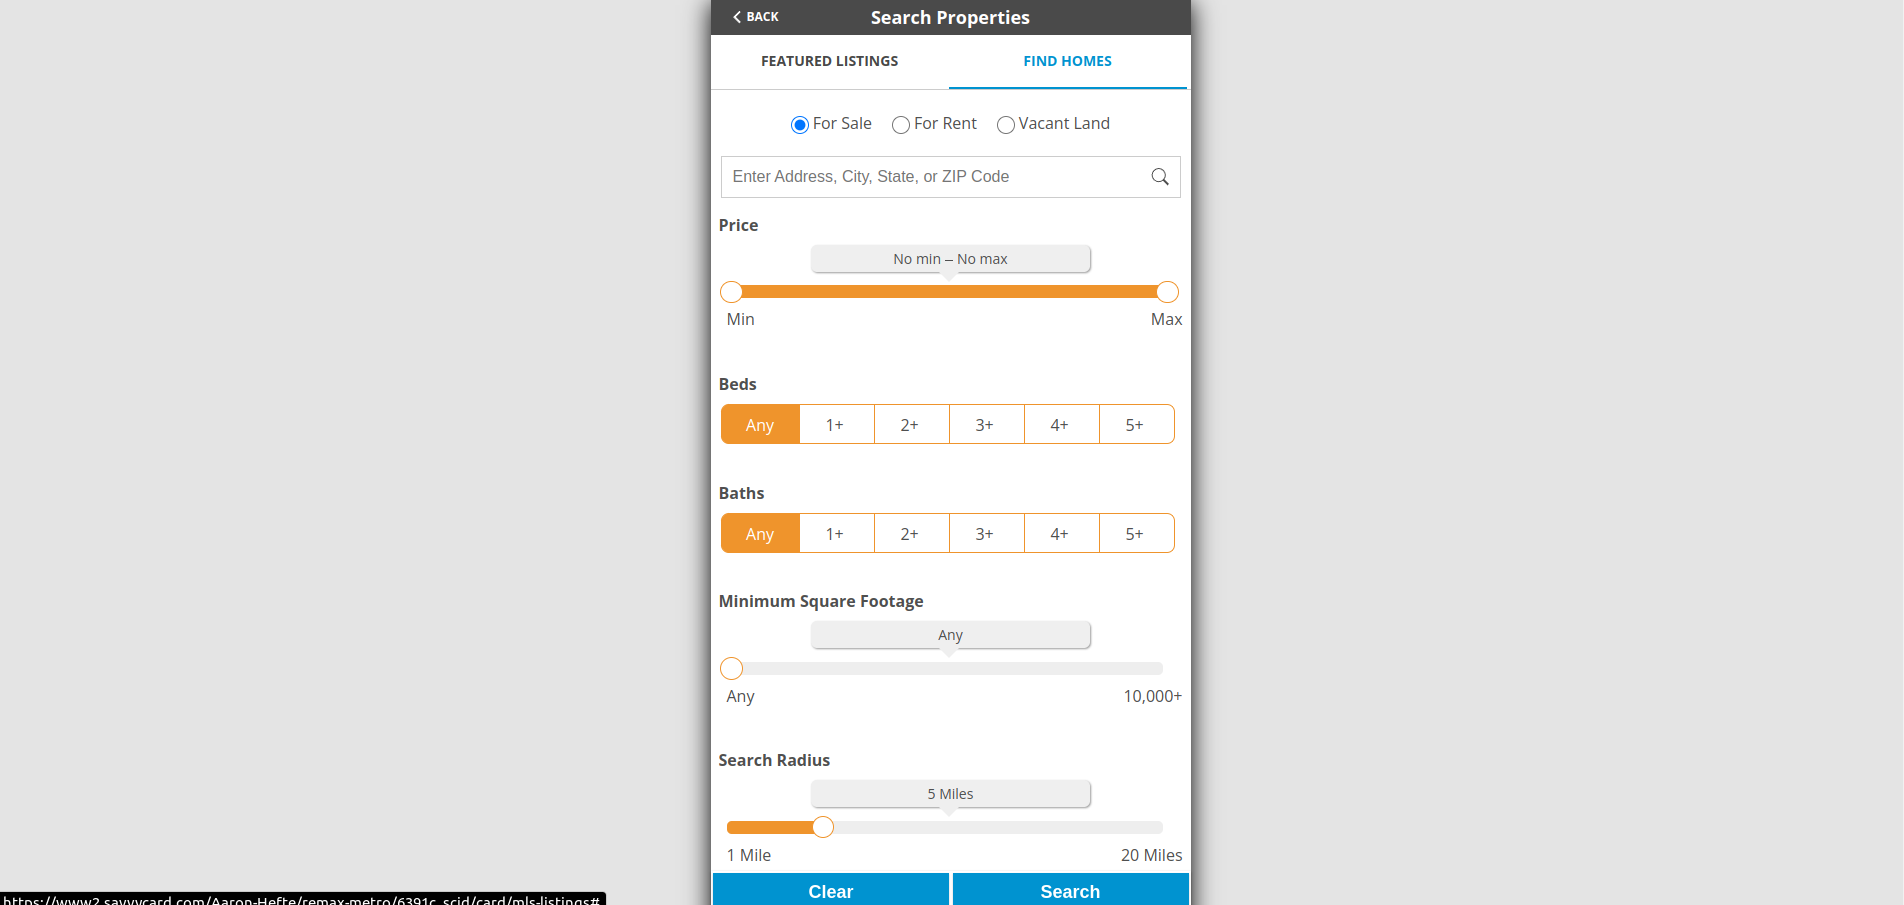 BACK
Search Properties
FEATURED LISTINGS
FIND HOMES
For Sale
For Rent
Vacant Land
Enter Address, City, State, or ZIP Code
Price
No min – No max
Min
Max
Beds
Any
1+
2+
3+
4+
5+
Baths
Any
1+
2+
3+
4+
5+
Minimum Square Footage
Any
Any
10,000+
Search Radius
5 Miles
1 Mile
20 Miles
Clear
Search
https://www2.savvycard.com/Aaron-Hefte/remax-metro/6391c_scid/card/mls-listings#